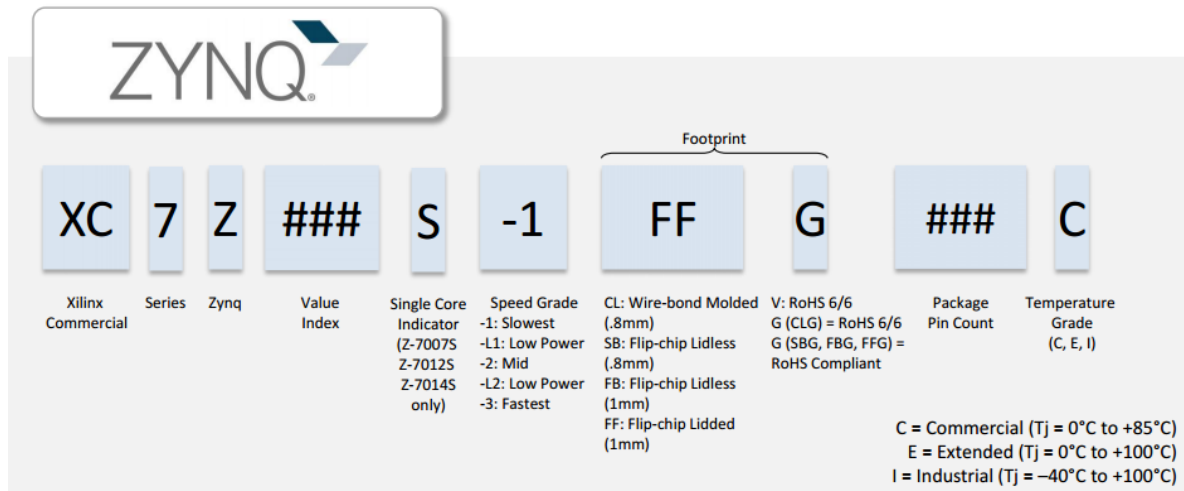 ZYNQ®
Footprint
XC 7 Z ### S -1 FF G ### C
Xilinx
Commercial
Series
Zynq
Value
Index
Single Core
Indicator
(Z-7007S
Z-7012S
Z-7014S
only)
Speed Grade
-1: Slowest
-L1: Low Power
-2: Mid
-L2: Low Power
-3: Fastest
CL: Wire-bond Molded
(.8mm)
SB: Flip-chip Lidless
(.8mm)
FB: Flip-chip Lidless
(1mm)
FF: Flip-chip Lidded
(1mm)
V: RoHS 6/6
G (CLG) = RoHS 6/6
G (SBG, FBG, FFG) =
RoHS Compliant
Package
Pin Count
Temperature
Grade
(C, E, I)
C = Commercial (Tj = 0°C to +85°C)
E = Extended (Tj = 0°C to +100°C)
I = Industrial (Tj = –40°C to +100°C)